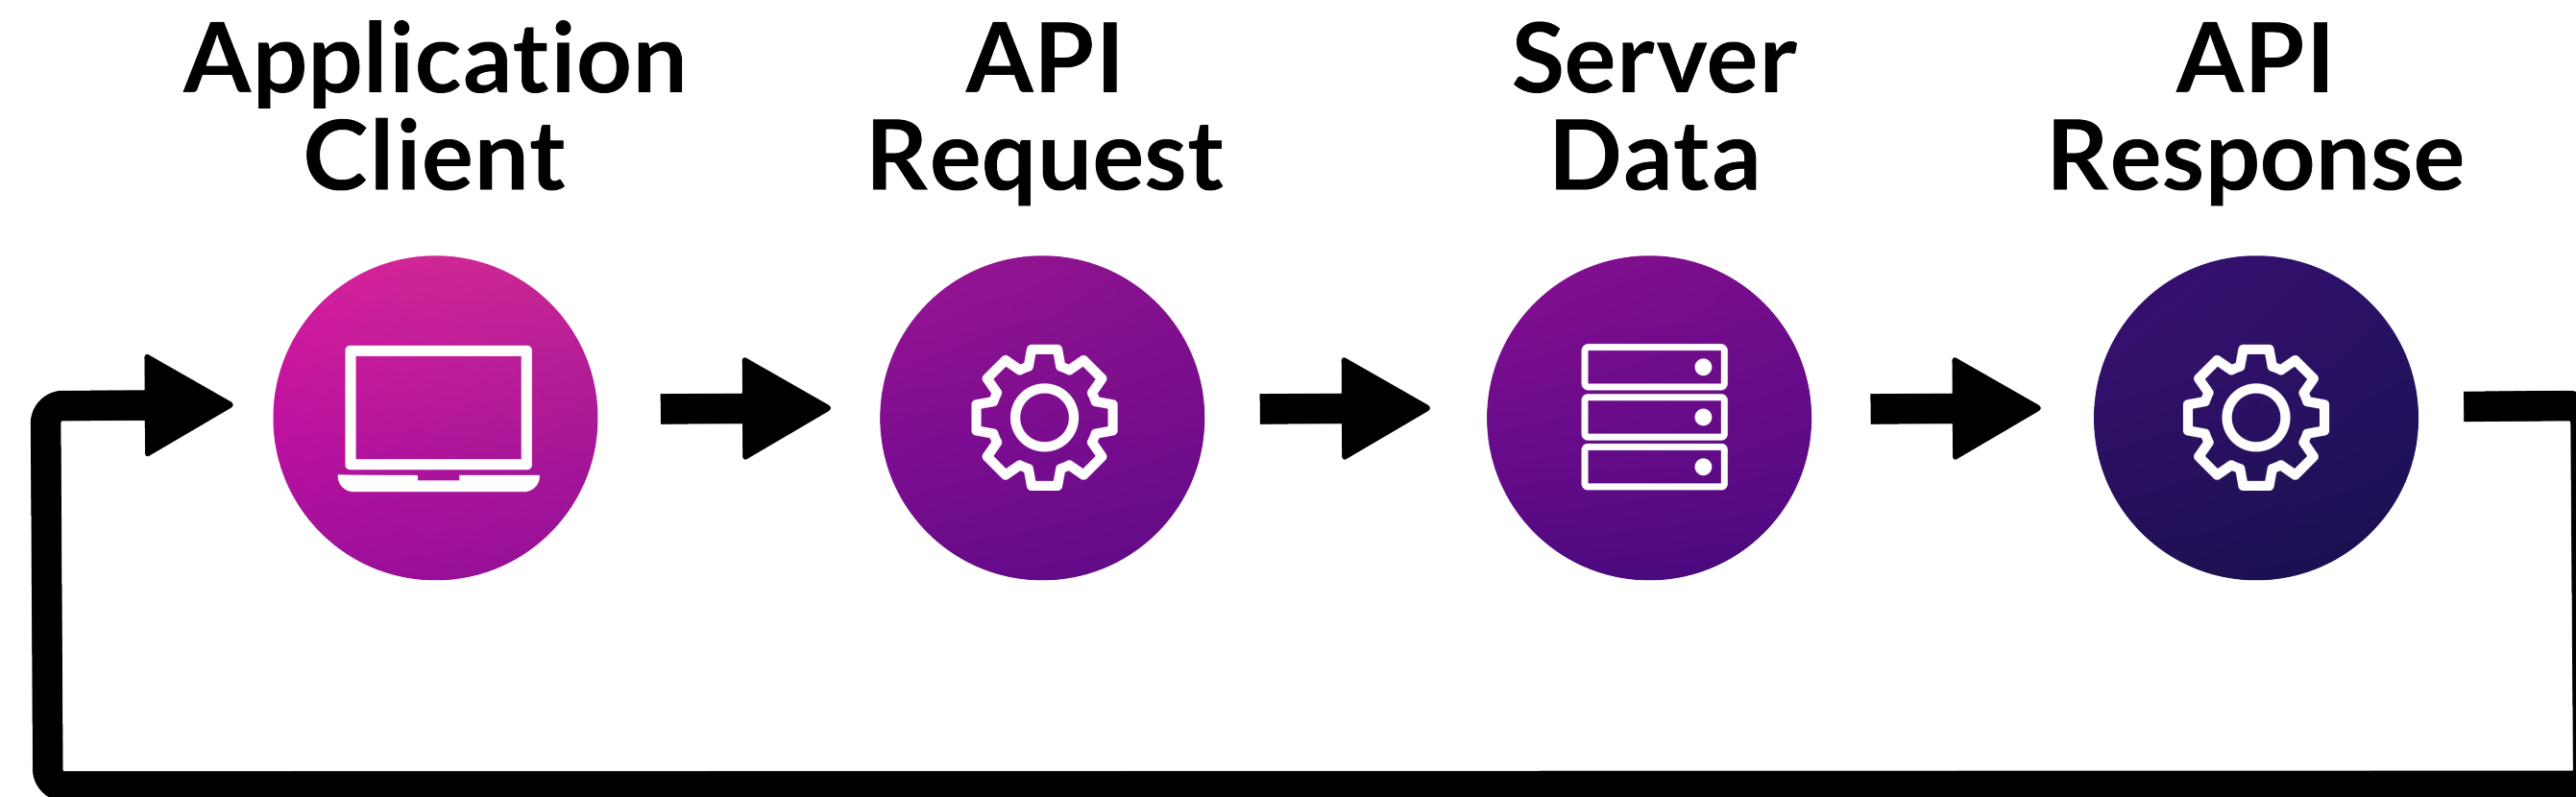 Application
Client
API
Request
Server
Data
API
Response